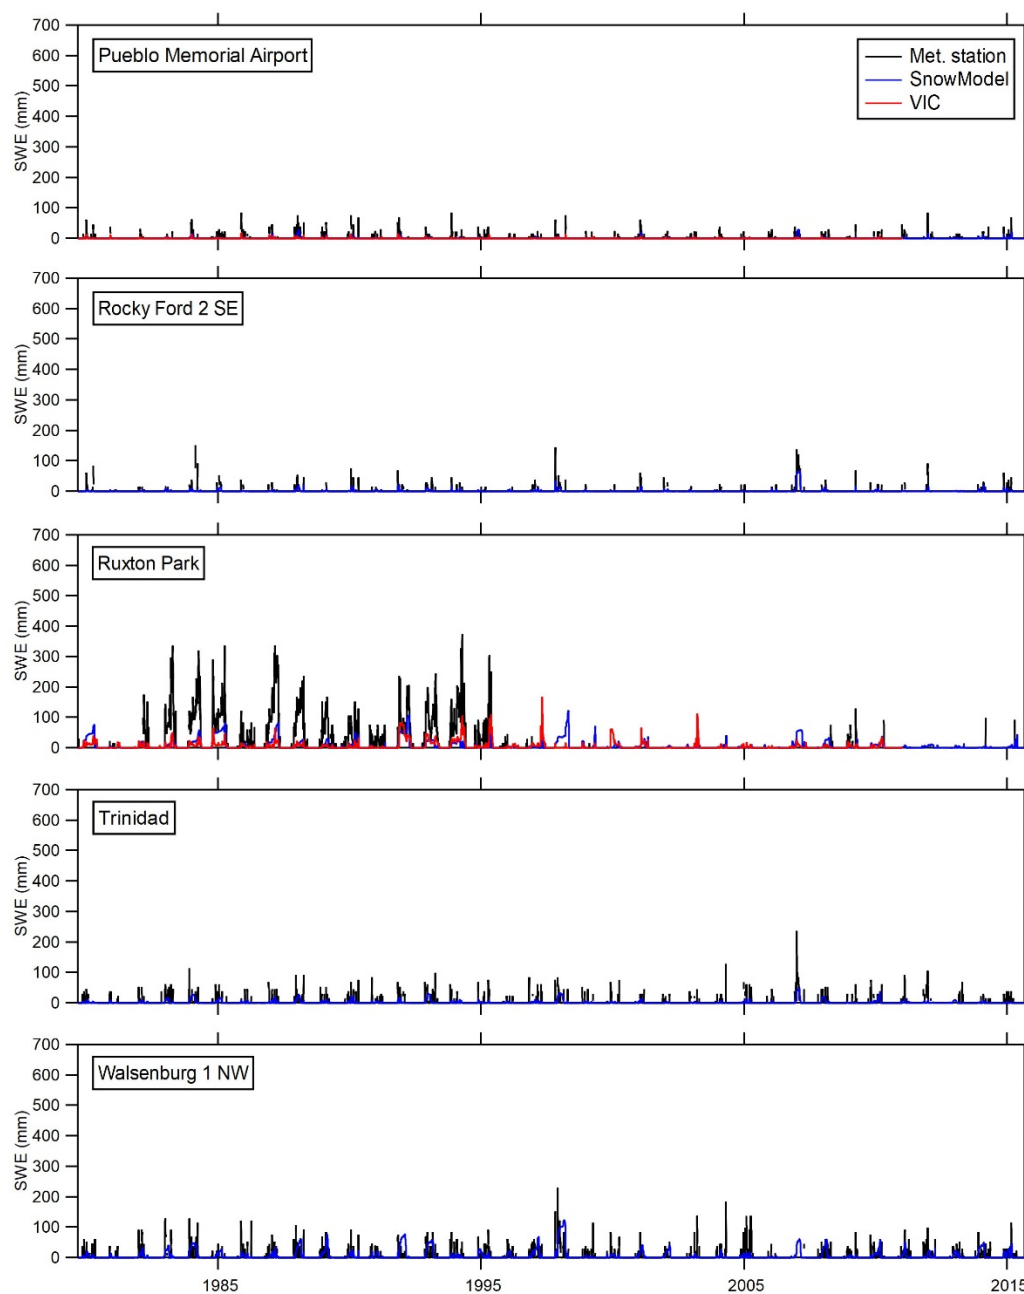 700
600
500
400
300
200
100
0
SWE (mm)
Pueblo Memorial Airport
Met. station
SnowModel
VIC
700
600
500
400
300
200
100
0
SWE (mm)
Rocky Ford 2 SE
700
600
500
400
300
200
100
0
SWE (mm)
Ruxton Park
700
600
500
400
300
200
100
0
SWE (mm)
Trinidad
700
600
500
400
300
200
100
0
SWE (mm)
Walsenburg 1 NW
1985 1995 2005 2015